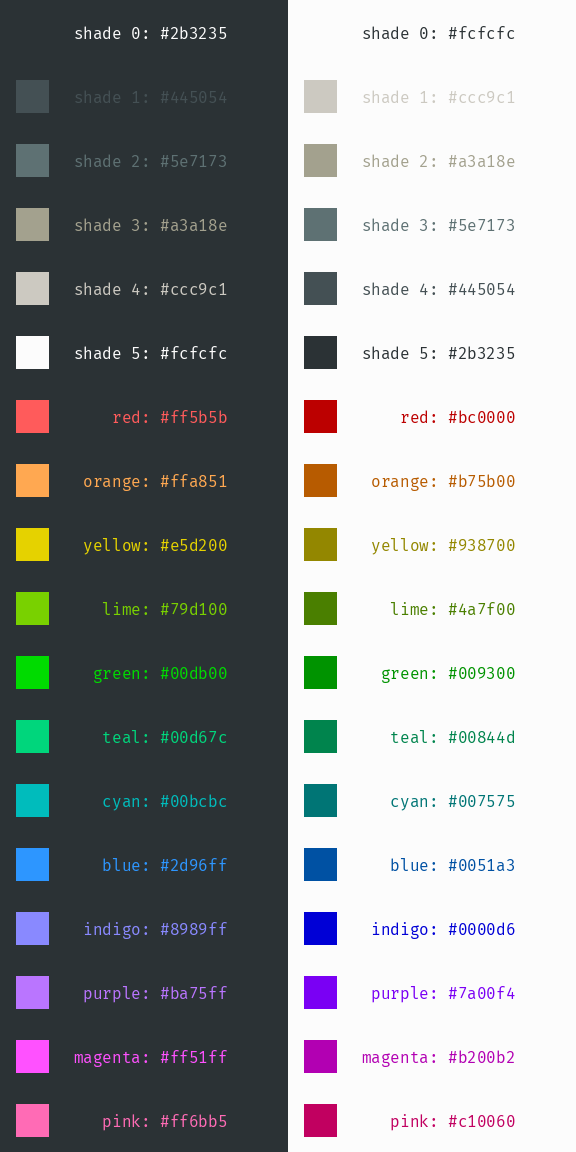 shade 0: #2b3235
shade 1: #445054
shade 2: #5e7173
shade 3: #a3a18e
shade 4: #ccc9c1
shade 5: #fcfcfc
red: #ff5b5b
orange: #ffa851
yellow: #e5d200
lime: #79d100
green: #00db00
teal: #00d67c
cyan: #00bcbc
blue: #2d96ff
indigo: #8989ff
purple: #ba75ff
magenta: #ff51ff
pink: #ff6bb5
shade 0: #fcfcfc
shade 1: #ccc9c1
shade 2: #a3a18e
shade 3: #5e7173
shade 4: #445054
shade 5: #2b3235
red: #bc0000
orange: #b75b00
yellow: #938700
lime: #4a7f00
green: #009300
teal: #00844d
cyan: #007575
blue: #0051a3
indigo: #0000d6
purple: #7a00f4
magenta: #b200b2
pink: #c10060